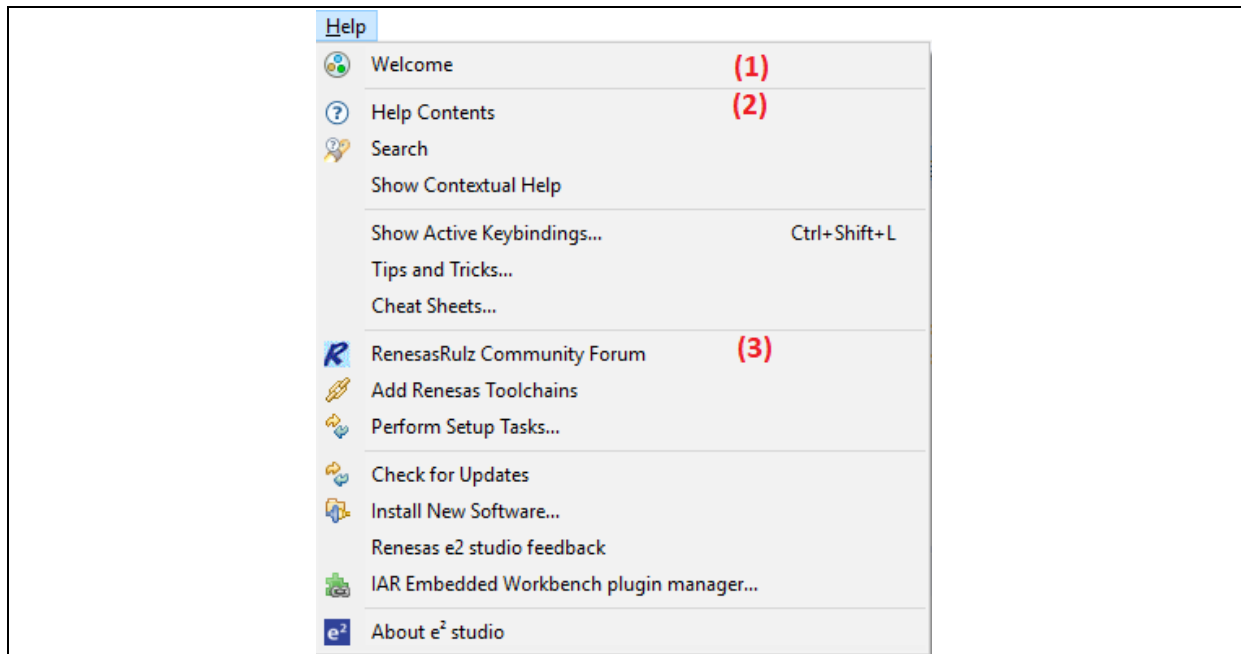 Help
Welcome (1)
Help Contents (2)
Search
Show Contextual Help
Show Active Keybindings... Ctrl+Shift+L
Tips and Tricks...
Cheat Sheets...
R RenesasRulz Community Forum (3)
Add Renesas Toolchains
Perform Setup Tasks...
Check for Updates
Install New Software...
Renesas e2 studio feedback
IAR Embedded Workbench plugin manager...
e² About e² studio